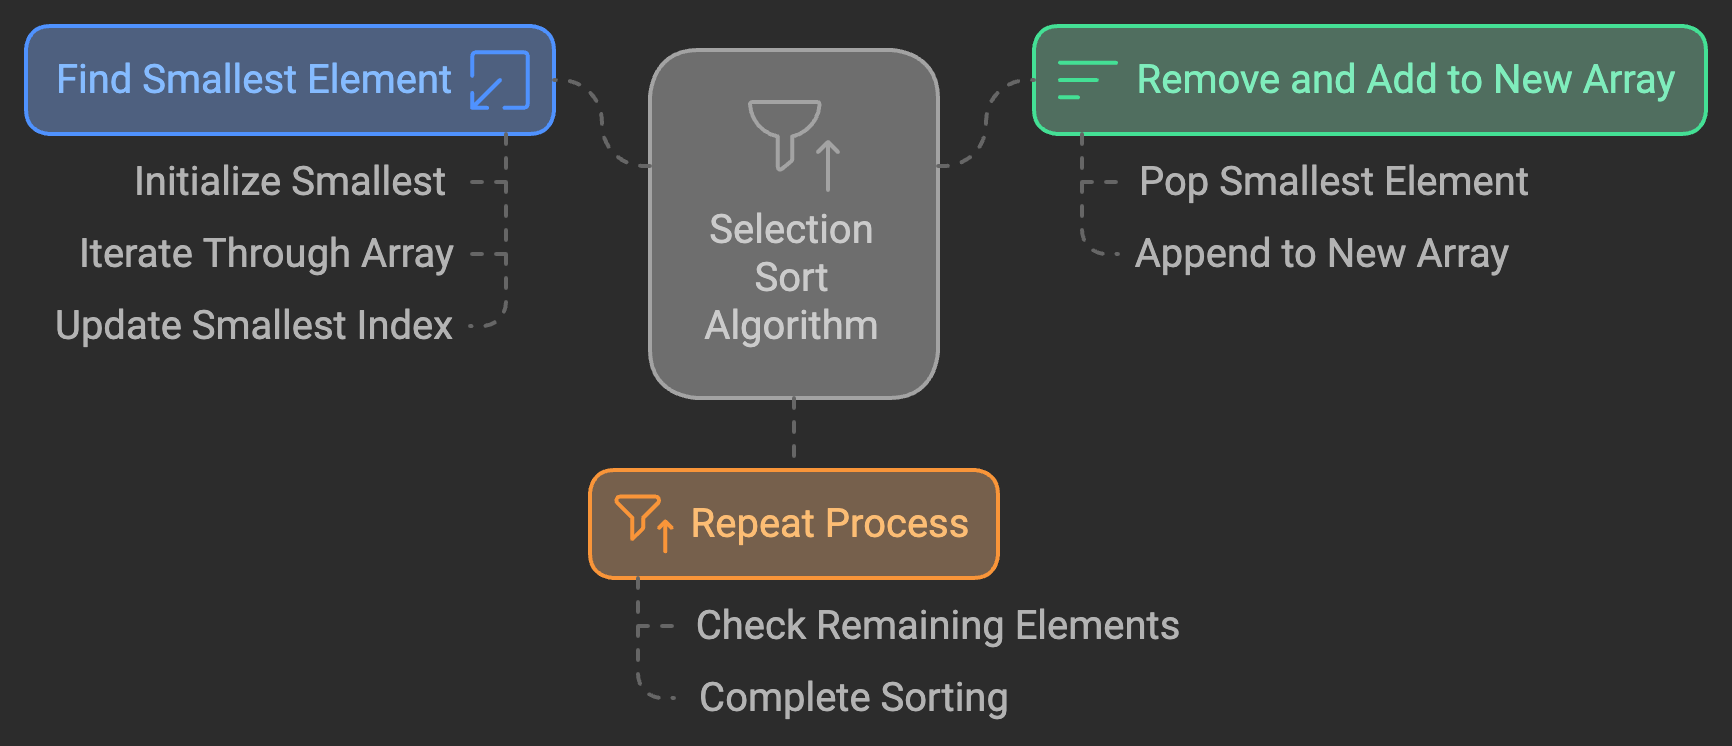 Find Smallest Element
Initialize Smallest
Iterate Through Array
Update Smallest Index
Selection
Sort
Algorithm
Remove and Add to New Array
Pop Smallest Element
Append to New Array
Repeat Process
Check Remaining Elements
Complete Sorting